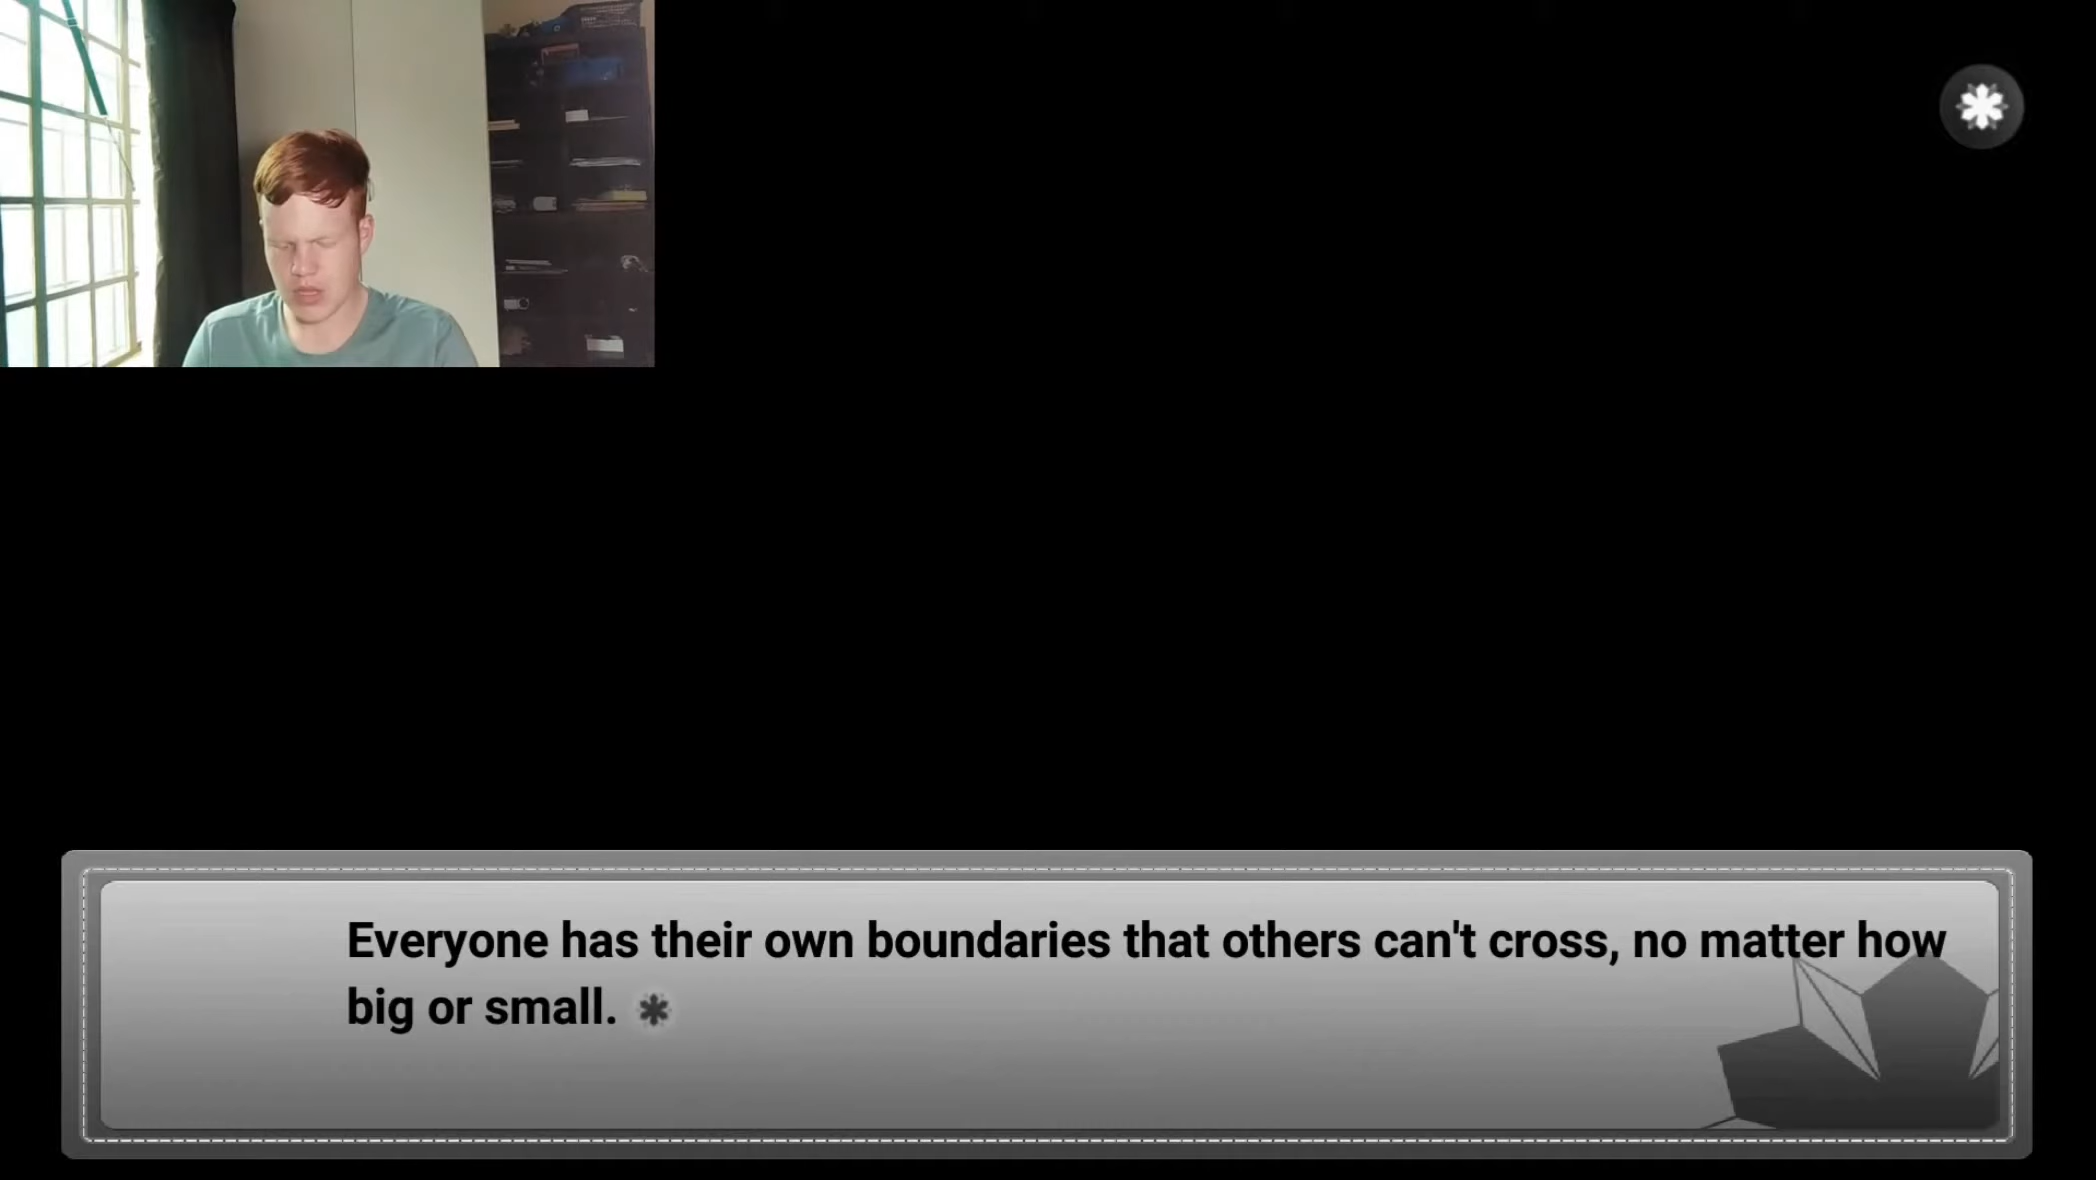 Everyone has their own boundaries that others can't cross, no matter how
big or small.